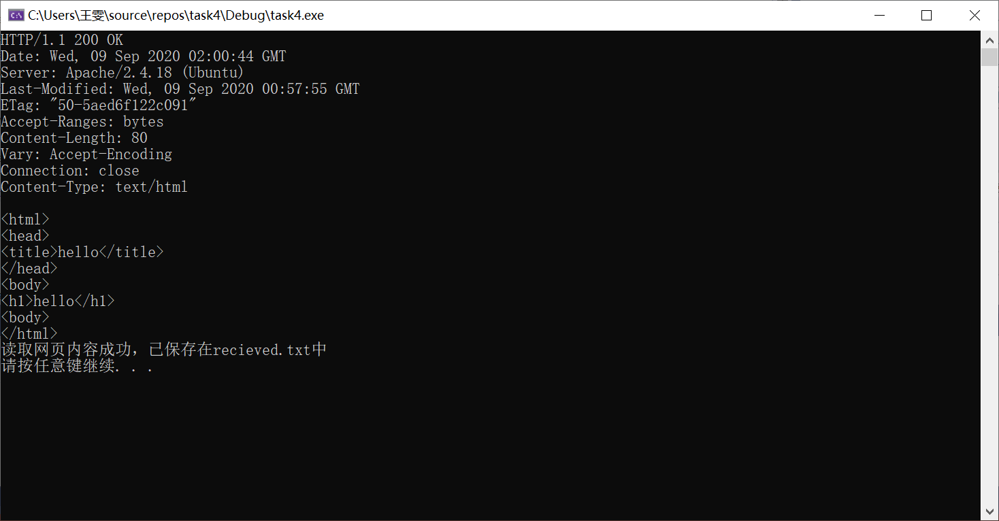 C:\Users\王雯\source\repos\task4\Debug\task4.exe
HTTP/1.1 200 OK
Date: Wed, 09 Sep 2020 02:00:44 GMT
Server: Apache/2.4.18 (Ubuntu)
Last-Modified: Wed, 09 Sep 2020 00:57:55 GMT
ETag: "50-5aed6f122c091"
Accept-Ranges: bytes
Content-Length: 80
Vary: Accept-Encoding
Connection: close
Content-Type: text/html
<html>
<head>
<title>hello</title>
</head>
<body>
<h1>hello</h1>
<body>
</html>
读取网页内容成功，已保存在recieved.txt中
请按任意键继续. . .